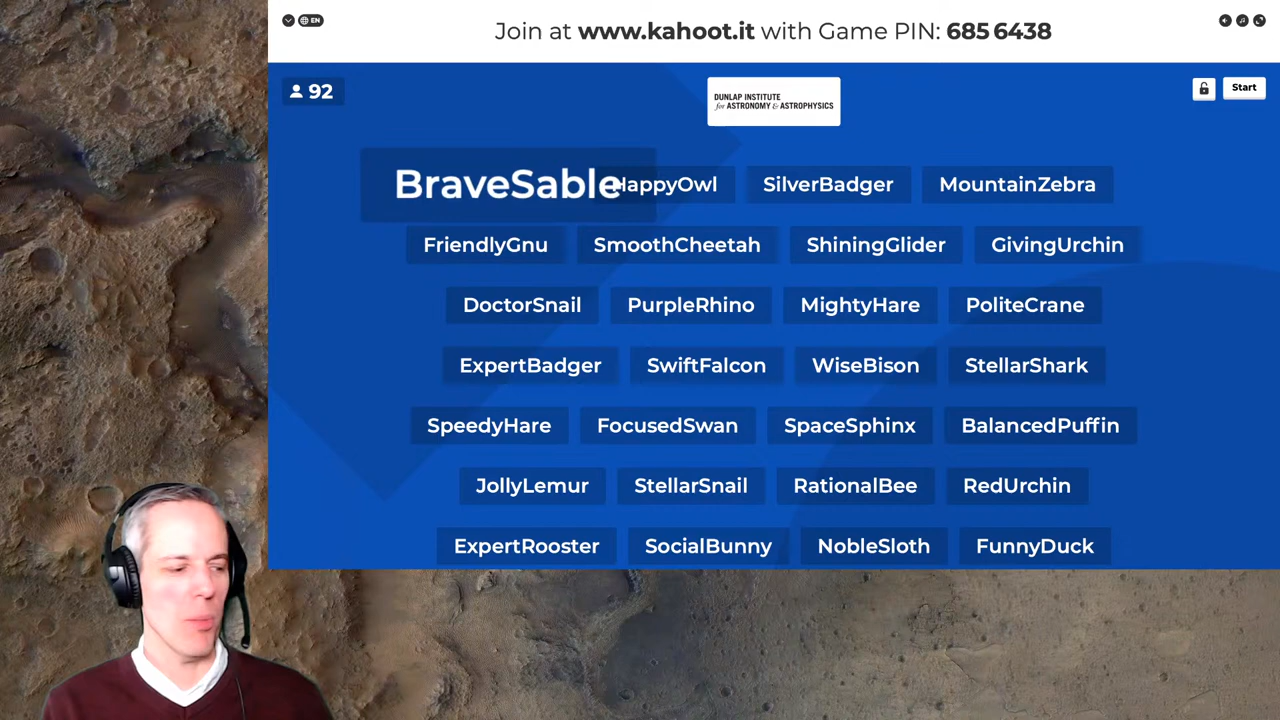 EN
Join at www.kahoot.it with Game PIN: 685 6438
92
DUNLAP INSTITUTE
for ASTRONOMY & ASTROPHYSICS
Start
BraveSable HappyOwl SilverBadger MountainZebra
FriendlyGnu SmoothCheetah ShiningGlider GivingUrchin
DoctorSnail PurpleRhino MightyHare PoliteCrane
ExpertBadger SwiftFalcon WiseBison StellarShark
SpeedyHare FocusedSwan SpaceSphinx BalancedPuffin
JollyLemur StellarSnail RationalBee RedUrchin
ExpertRooster SocialBunny NobleSloth FunnyDuck